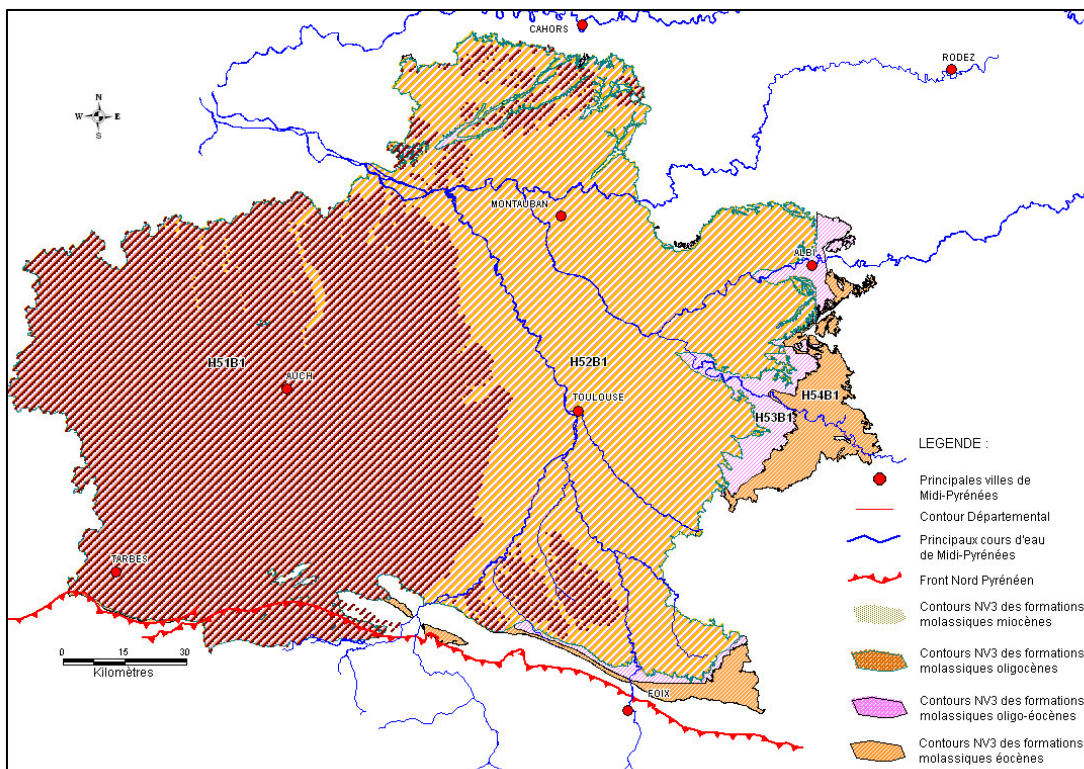 CAHORS
RODEZ
N
W E
S
MONTAUBAN
ALBI
H51B1
AUCH
H52B1
TOULOUSE
H54B1
H53B1
TARBES
FOIX
0 15 30
Kilomètres
LEGENDE :
Principales villes de
Midi-Pyrénées
Contour Départemental
Principaux cours d'eau
de Midi-Pyrénées
Front Nord Pyrénéen
Contours NV3 des formations
molassiques miocènes
Contours NV3 des formations
molassiques oligocènes
Contours NV3 des formations
molassiques oligo-éocènes
Contours NV3 des formations
molassiques éocènes